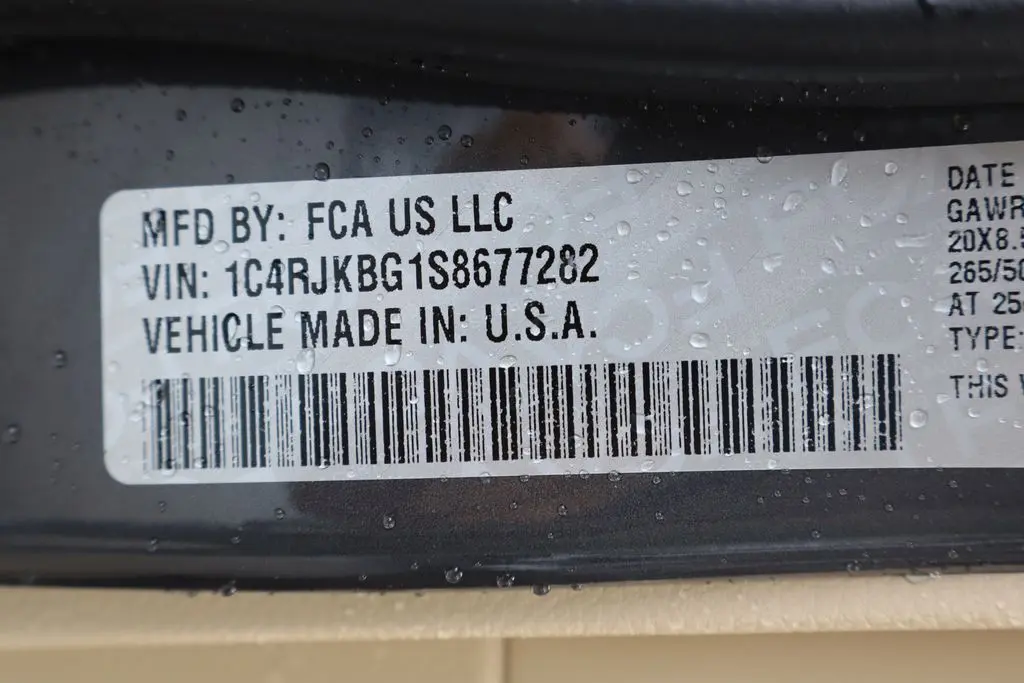 MFD BY: FCA US LLC
VIN: 1C4RJKBG1S8677282
VEHICLE MADE IN: U.S.A.
DATE
GAWR
20X8.5
265/50
AT 25
TYPE:
THIS